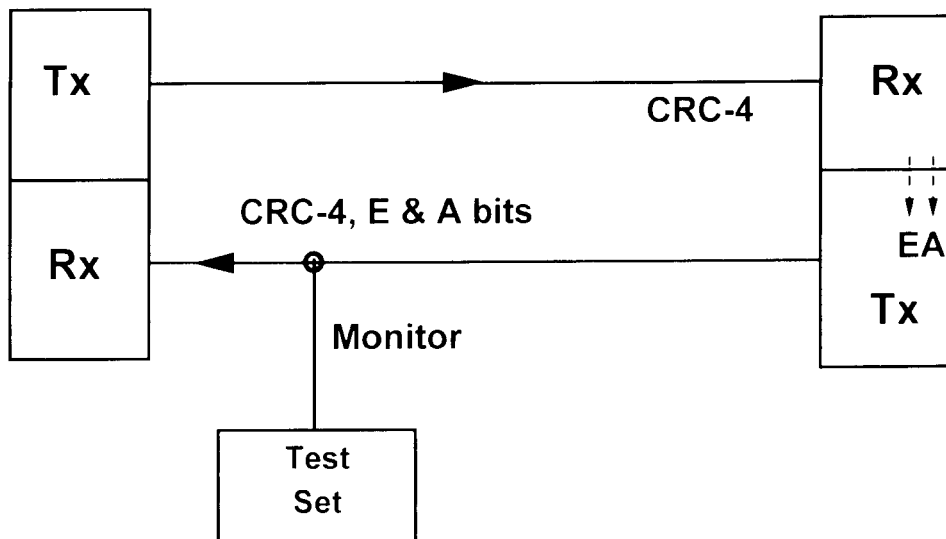 Tx
Rx
CRC-4
CRC-4, E & A bits
Rx
EA
Tx
Monitor
Test
Set